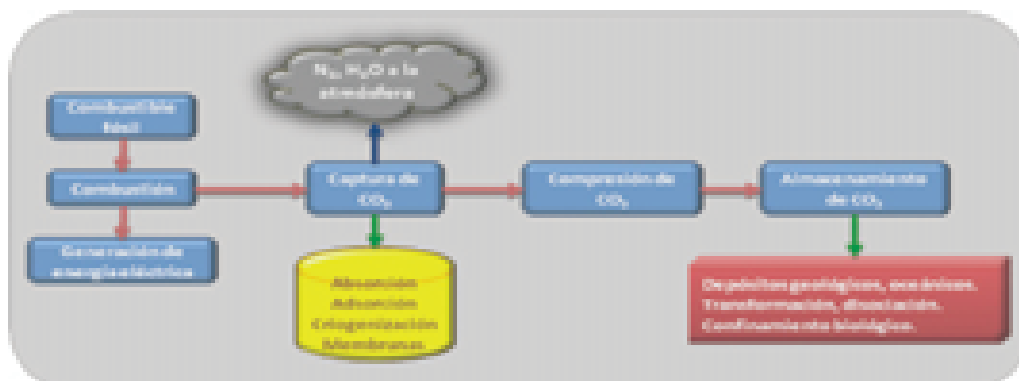 N₂, H₂O a la
atmósfera
Combustible
fósil
Combustión
Generación de
energía eléctrica
Captura de
CO₂
Compresión de
CO₂
Almacenamiento
de CO₂
Absorción
Adsorción
Criogenización
Membranas
Depósitos geológicos, oceánicos.
Transformación, disociación.
Confinamiento biológico.